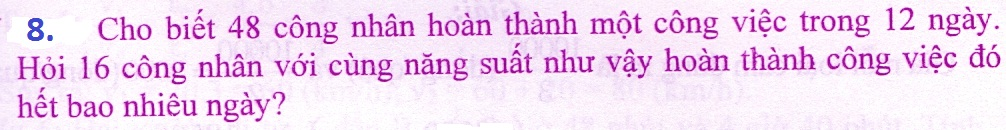 8. Cho biết 48 công nhân hoàn thành một công việc trong 12 ngày.
Hỏi 16 công nhân với cùng năng suất như vậy hoàn thành công việc đó
hết bao nhiêu ngày?